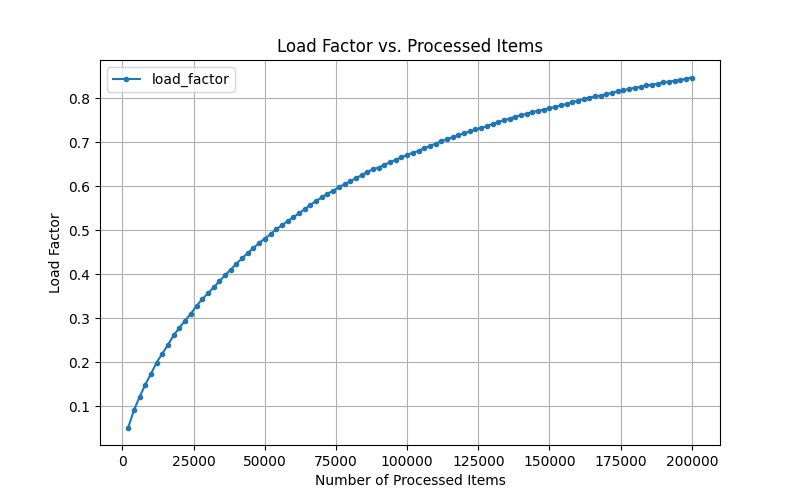 Load Factor vs. Processed Items
load_factor
0.8
0.7
0.6
0.5
0.4
0.3
0.2
0.1
Load Factor
0 25000 50000 75000 100000 125000 150000 175000 200000
Number of Processed Items